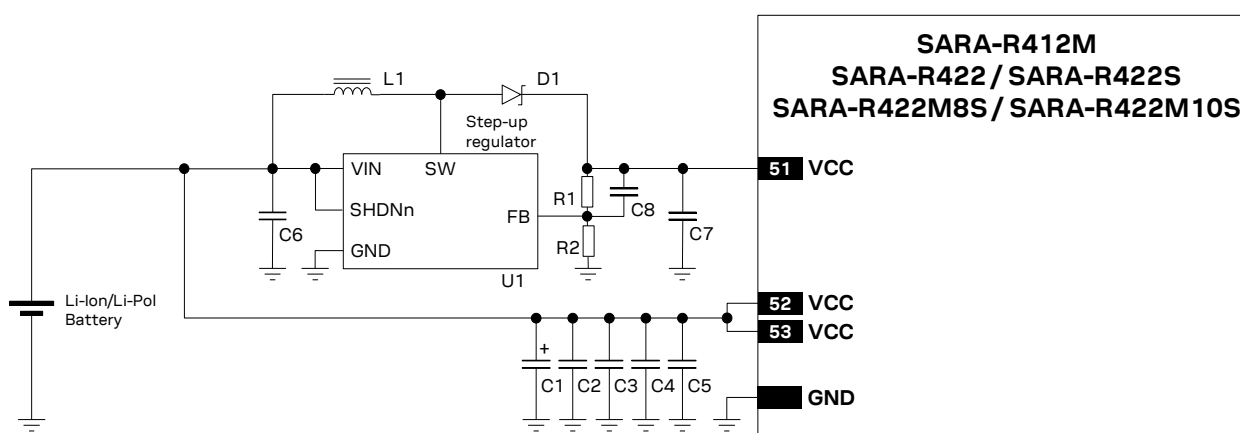 SARA-R412M
SARA-R422 / SARA-R422S
SARA-R422M8S / SARA-R422M10S
L1
D1
Step-up
regulator
VIN
SW
SHDNn
FB
GND
U1
C6
R1
R2
C8
C7
51 VCC
Li-Ion/Li-Pol
Battery
52 VCC
53 VCC
+
C1
C2
C3
C4
C5
GND